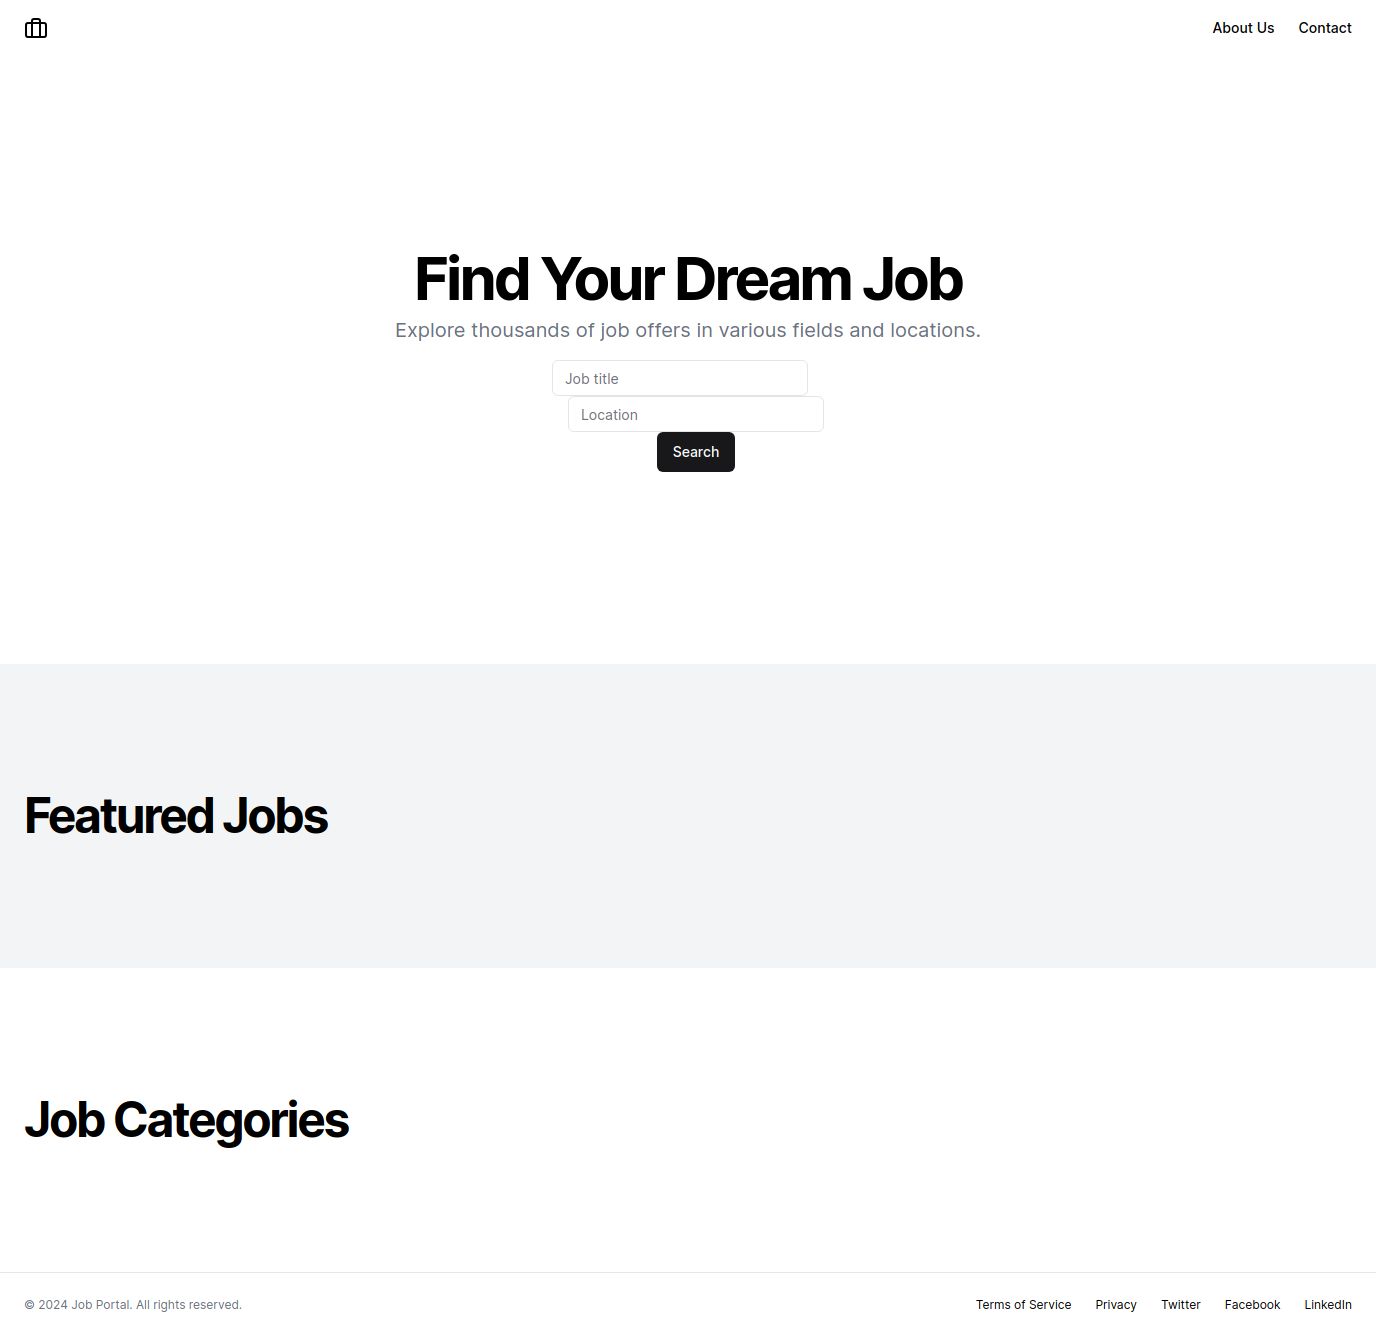 About Us Contact
Find Your Dream Job
Explore thousands of job offers in various fields and locations.
Job title
Location
Search
Featured Jobs
Job Categories
© 2024 Job Portal. All rights reserved. Terms of Service Privacy Twitter Facebook LinkedIn